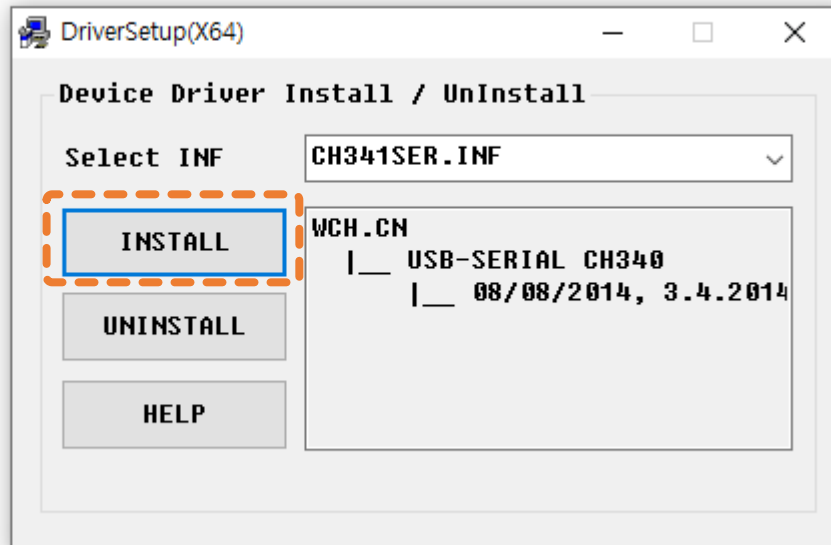 DriverSetup(X64)
Device Driver Install / UnInstall
Select INF
CH341SER.INF
INSTALL
UNINSTALL
HELP
WCH.CN
|__ USB-SERIAL CH340
|__ 08/08/2014, 3.4.2014